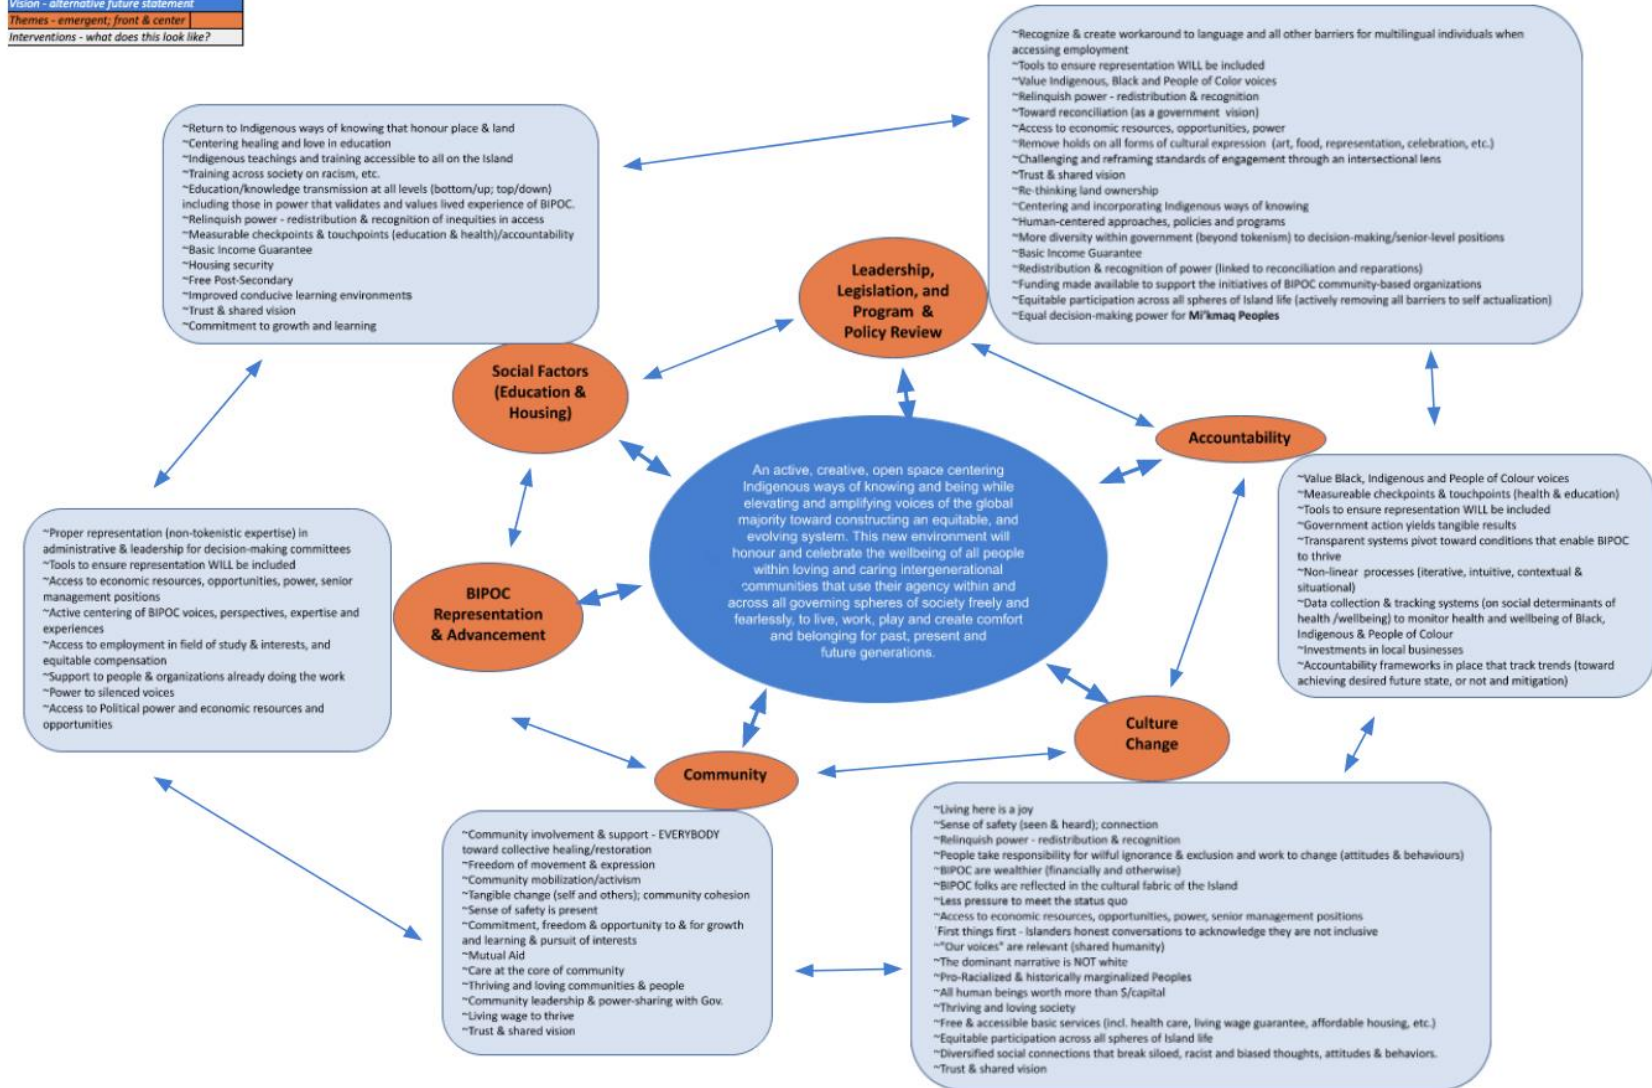 Vision - alternative future statement
Themes - emergent; front & center
Interventions - what does this look like?
~Recognize & create workaround to language and all other barriers for multilingual individuals when
accessing employment
~Tools to ensure representation WILL be included
~Value Indigenous, Black and People of Color voices
~Relinquish power - redistribution & recognition
~Toward reconciliation (as a government vision)
~Access to economic resources, opportunities, power
~Remove holds on all forms of cultural expression (art, food, representation, celebration, etc.)
~Challenging and reframing standards of engagement through an intersectional lens
~Trust & shared vision
~Re-thinking land ownership
~Centering and incorporating Indigenous ways of knowing
~Human-centered approaches, policies and programs
~More diversity within government (beyond tokenism) to decision-making/senior-level positions
~Basic Income Guarantee
~Redistribution & recognition of power (linked to reconciliation and reparations)
~Funding made available to support the initiatives of BIPOC community-based organizations
~Equitable participation across all spheres of Island life (actively removing all barriers to self actualization)
~Equal decision-making power for Mi'kmaq Peoples
~Return to Indigenous ways of knowing that honour place & land
~Centering healing and love in education
~Indigenous teachings and training accessible to all on the Island
~Training across society on racism, etc.
~Education/knowledge transmission at all levels (bottom/up; top/down)
including those in power that validates and values lived experience of BIPOC.
~Relinquish power - redistribution & recognition of inequities in access
~Measurable checkpoints & touchpoints (education & health)/accountability
~Basic Income Guarantee
~Housing security
~Free Post-Secondary
~Improved conducive learning environments
~Trust & shared vision
~Commitment to growth and learning
Leadership,
Legislation, and
Program &
Policy Review
Social Factors
(Education &
Housing)
Accountability
An active, creative, open space centering
Indigenous ways of knowing and being while
elevating and amplifying voices of the global
majority toward constructing an equitable, and
evolving system. This new environment will
honour and celebrate the wellbeing of all people
within loving and caring intergenerational
communities that use their agency within and
across all governing spheres of society freely and
fearlessly, to live, work, play and create comfort
and belonging for past, present and
future generations.
~Value Black, Indigenous and People of Colour voices
~Measureable checkpoints & touchpoints (health & education)
~Tools to ensure representation WILL be included
~Government action yields tangible results
~Transparent systems pivot toward conditions that enable BIPOC
to thrive
~Non-linear processes (iterative, intuitive, contextual &
situational)
~Data collection & tracking systems (on social determinants of
health /wellbeing) to monitor health and wellbeing of Black,
Indigenous & People of Colour
~Investments in local businesses
~Accountability frameworks in place that track trends (toward
achieving desired future state, or not and mitigation)
~Proper representation (non-tokenistic expertise) in
administrative & leadership for decision-making committees
~Tools to ensure representation WILL be included
~Access to economic resources, opportunities, power, senior
management positions
~Active centering of BIPOC voices, perspectives, expertise and
experiences
~Access to employment in field of study & interests, and
equitable compensation
~Support to people & organizations already doing the work
~Power to silenced voices
~Access to Political power and economic resources and
opportunities
BIPOC
Representation
& Advancement
Culture
Change
Community
~Community involvement & support - EVERYBODY
toward collective healing/restoration
~Freedom of movement & expression
~Community mobilization/activism
~Tangible change (self and others); community cohesion
~Sense of safety is present
~Commitment, freedom & opportunity to & for growth
and learning & pursuit of interests
~Mutual Aid
~Care at the core of community
~Thriving and loving communities & people
~Community leadership & power-sharing with Gov.
~Living wage to thrive
~Trust & shared vision
~Living here is a joy
~Sense of safety (seen & heard); connection
~Relinquish power - redistribution & recognition
~People take responsibility for wilful ignorance & exclusion and work to change (attitudes & behaviours)
~BIPOC are wealthier (financially and otherwise)
~BIPOC folks are reflected in the cultural fabric of the Island
~Less pressure to meet the status quo
~Access to economic resources, opportunities, power, senior management positions
'First things first - Islanders honest conversations to acknowledge they are not inclusive
~"Our voices" are relevant (shared humanity)
~The dominant narrative is NOT white
~Pro-Racialized & historically marginalized Peoples
~All human beings worth more than $/capital
~Thriving and loving society
~Free & accessible basic services (incl. health care, living wage guarantee, affordable housing, etc.)
~Equitable participation across all spheres of Island life
~Diversified social connections that break siloed, racist and biased thoughts, attitudes & behaviors.
~Trust & shared vision